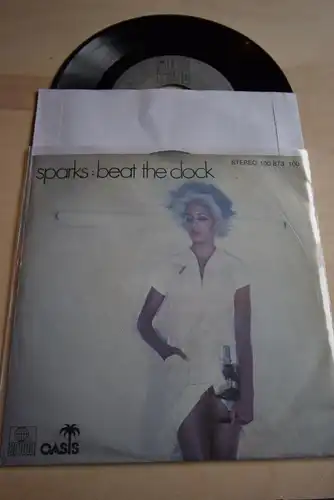 sparks : beat the clock
STEREO 100 878 100
OASIS